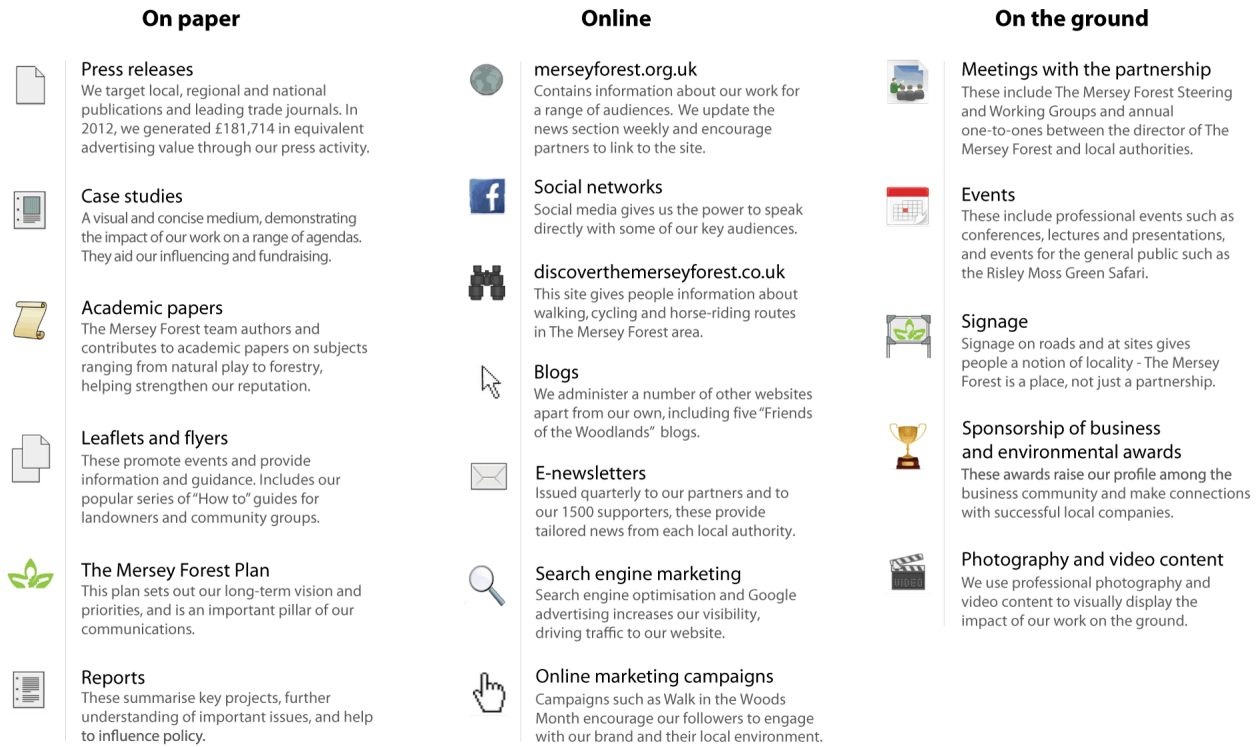 On paper
Press releases
We target local, regional and national
publications and leading trade journals. In
2012, we generated £181,714 in equivalent
advertising value through our press activity.
Case studies
A visual and concise medium, demonstrating
the impact of our work on a range of agendas.
They aid our influencing and fundraising.
Academic papers
The Mersey Forest team authors and
contributes to academic papers on subjects
ranging from natural play to forestry,
helping strengthen our reputation.
Leaflets and flyers
These promote events and provide
information and guidance. Includes our
popular series of “How to” guides for
landowners and community groups.
The Mersey Forest Plan
This plan sets out our long-term vision and
priorities, and is an important pillar of our
communications.
Reports
These summarise key projects, further
understanding of important issues, and help
to influence policy.
Online
merseyforest.org.uk
Contains information about our work for
a range of audiences. We update the
news section weekly and encourage
partners to link to the site.
f
Social networks
Social media gives us the power to speak
directly with some of our key audiences.
discoverthemerseyforest.co.uk
This site gives people information about
walking, cycling and horse-riding routes
in The Mersey Forest area.
Blogs
We administer a number of other websites
apart from our own, including five “Friends
of the Woodlands” blogs.
E-newsletters
Issued quarterly to our partners and to
our 1500 supporters, these provide
tailored news from each local authority.
Search engine marketing
Search engine optimisation and Google
advertising increases our visibility,
driving traffic to our website.
Online marketing campaigns
Campaigns such as Walk in the Woods
Month encourage our followers to engage
with our brand and their local environment.
On the ground
Meetings with the partnership
These include The Mersey Forest Steering
and Working Groups and annual
one-to-ones between the director of The
Mersey Forest and local authorities.
Events
These include professional events such as
conferences, lectures and presentations,
and events for the general public such as
the Risley Moss Green Safari.
Signage
Signage on roads and at sites gives
people a notion of locality - The Mersey
Forest is a place, not just a partnership.
Sponsorship of business
and environmental awards
These awards raise our profile among the
business community and make connections
with successful local companies.
VIDEO
Photography and video content
We use professional photography and
video content to visually display the
impact of our work on the ground.